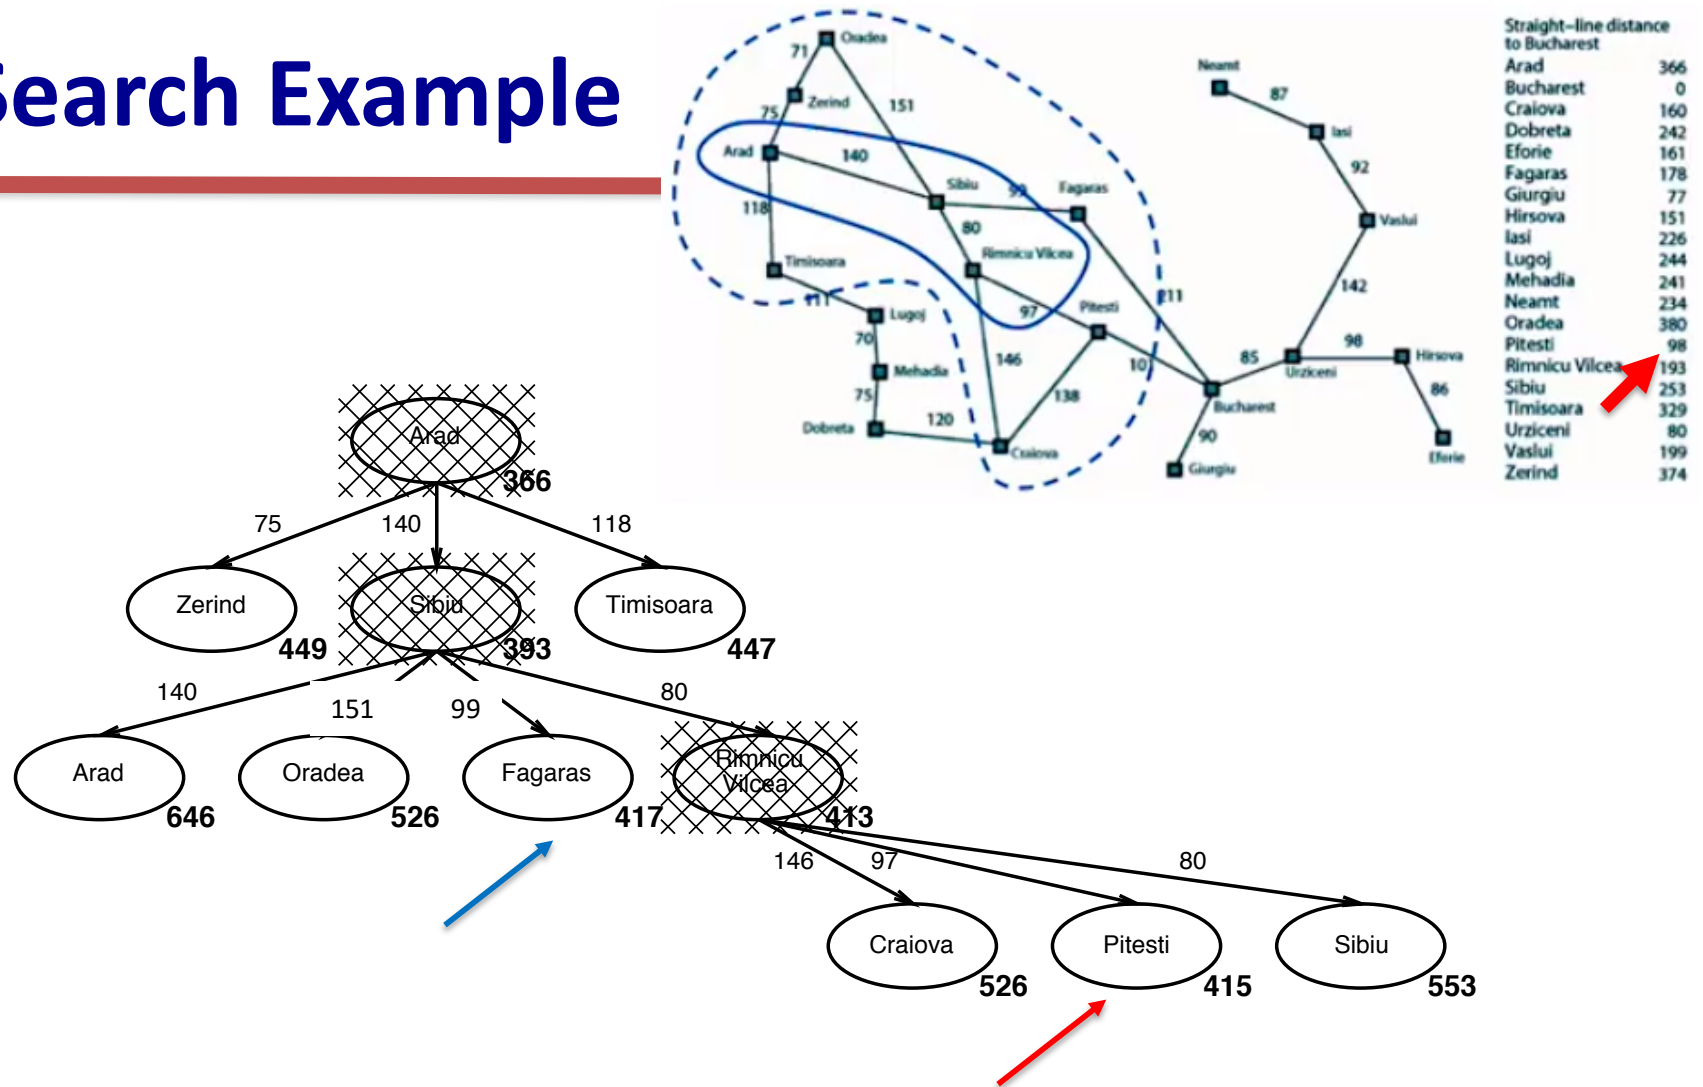 Search Example
Oradea
71
Zerind
151
75
Arad
140
Sibiu
99
Fagaras
118
80
Timisoara
Rimnicu Vilcea
111
Lugoj
97
Pitesti
211
70
146
Mehadia
138
75
Dobreta
120
Craiova
10
Neamt
87
Iasi
92
Vaslui
142
98
Hirsova
85
Urziceni
86
Bucharest
90
Giurgiu
Eforie
Straight-line distance
to Bucharest
Arad 366
Bucharest 0
Craiova 160
Dobreta 242
Eforie 161
Fagaras 178
Giurgiu 77
Hirsova 151
Iasi 226
Lugoj 244
Mehadia 241
Neamt 234
Oradea 380
Pitesti 98
Rimnicu Vilcea 193
Sibiu 253
Timisoara 329
Urziceni 80
Vaslui 199
Zerind 374
Arad
366
75 140 118
Zerind Sibiu Timisoara
449 393 447
140 151 99 80
Arad Oradea Fagaras Rimnicu
Vilcea
646 526 417 413
146 97 80
Craiova Pitesti Sibiu
526 415 553